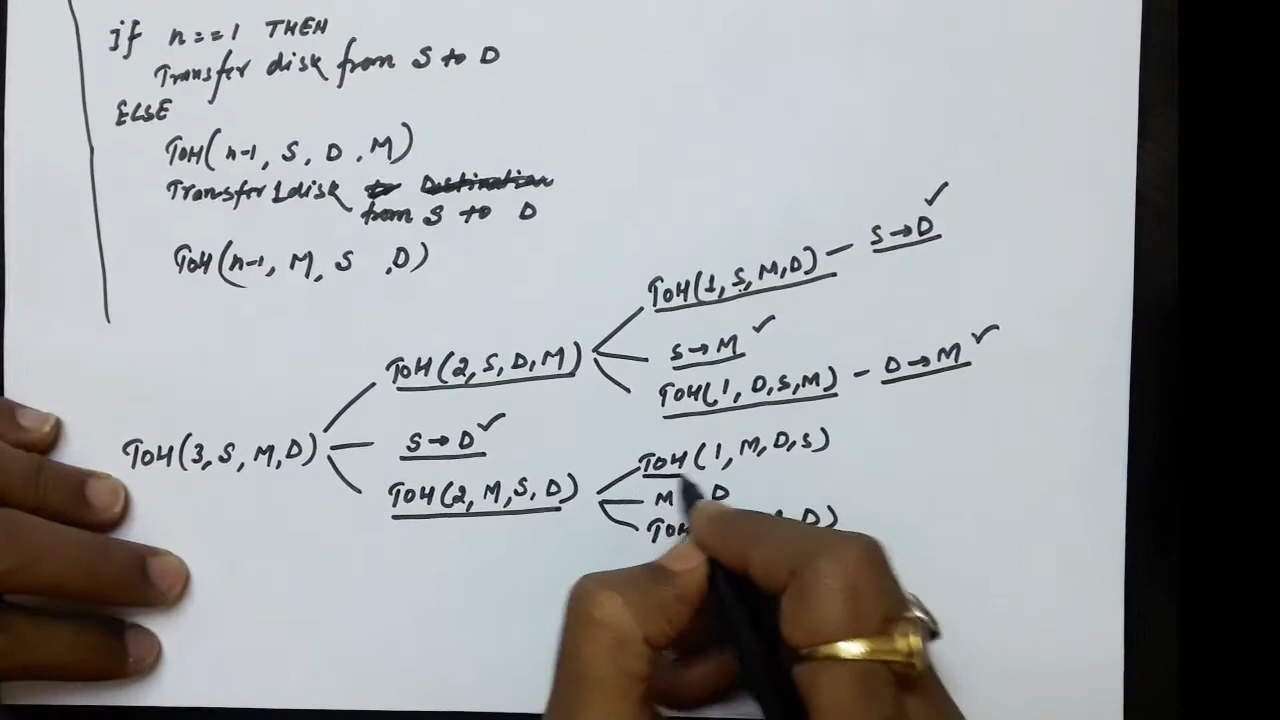 If n==1 THEN
Transfer disk from S to D
ELSE
TOH(n-1, S, D, M)
Transfer 1 disk
from S to D
TOH(n-1, M, S, D)
TOH(1, S, M, D) - S→D ✓
TOH(2, S, D, M)
S→M ✓
TOH(1, D, S, M) - D→M ✓
TOH(3, S, M, D)
S→D ✓
TOH(2, M, S, D)
TOH(1, M, D, S)
M D
TOH D)